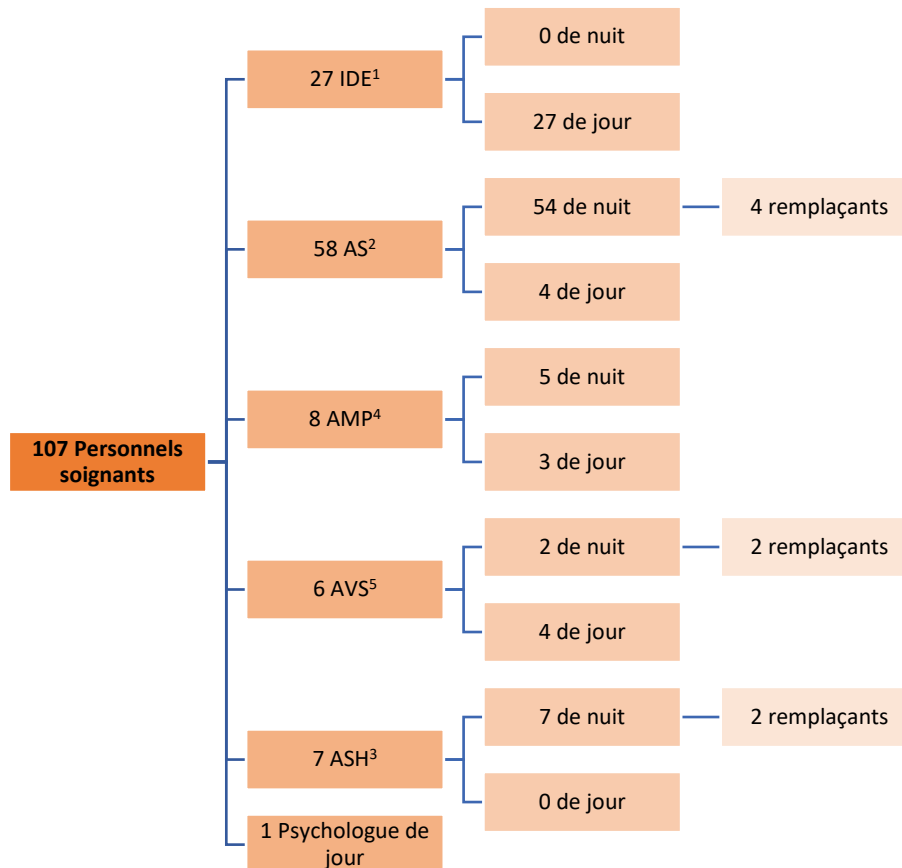 107 Personnels
soignants
27 IDE¹
0 de nuit
27 de jour
58 AS²
54 de nuit
4 remplaçants
4 de jour
8 AMP⁴
5 de nuit
3 de jour
6 AVS⁵
2 de nuit
2 remplaçants
4 de jour
7 ASH³
7 de nuit
2 remplaçants
0 de jour
1 Psychologue de
jour